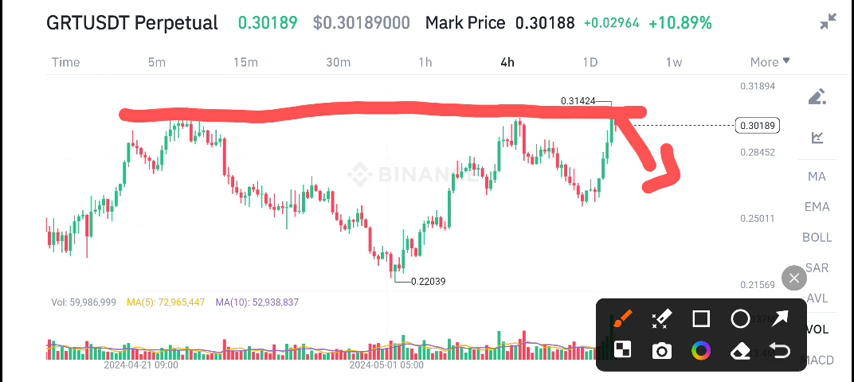 GRTUSDT Perpetual 0.30189 $0.30189000 Mark Price 0.30188 +0.02964 +10.89%
Time 5m 15m 30m 1h 4h 1D 1w More
0.31894
0.31424
0.30189
0.28452
BINANCE
MA
EMA
0.25011
BOLL
SAR
0.22039
0.21569
AVL
Vol: 59,986,999 MA(5): 72,965,447 MA(10): 52,938,837
VOL
MACD
2024-04-21 09:00 2024-05-01 05:00